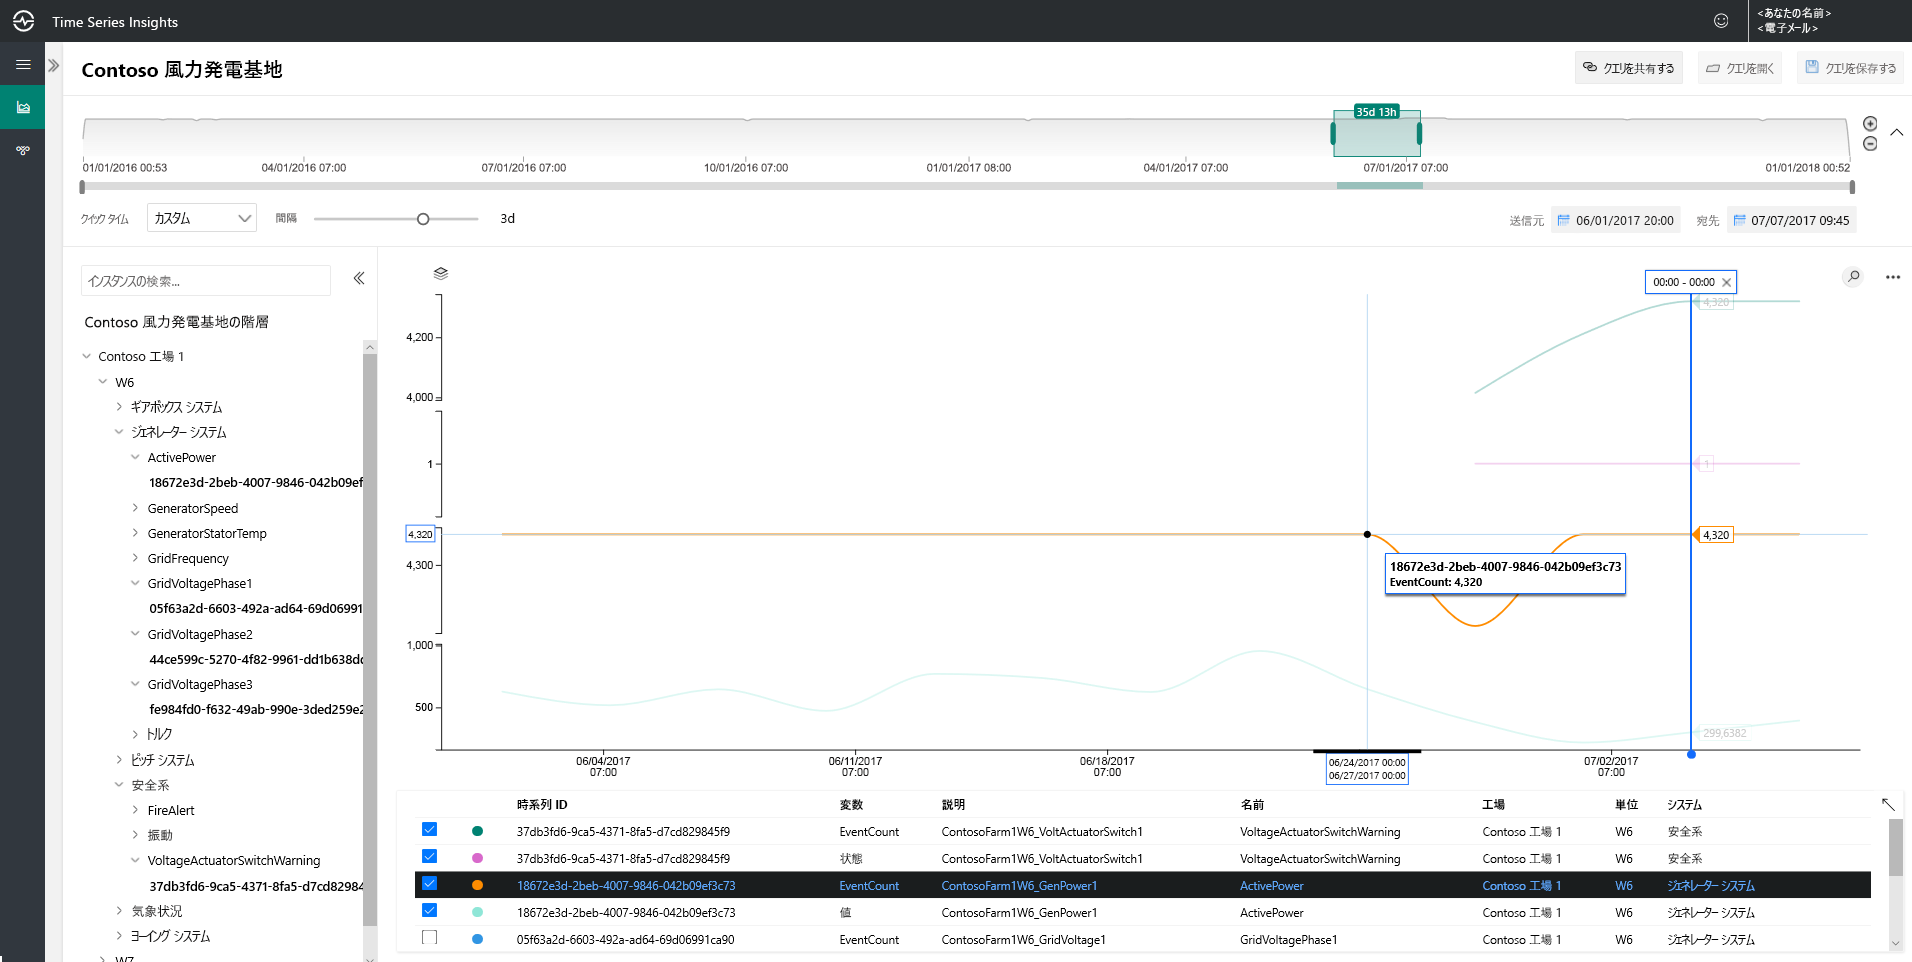 Time Series Insights
<あなたの名前>
<電子メール>
Contoso 風力発電基地
クエリを共有する
クエリを開く
クエリを保存する
35d 13h
01/01/2016 00:53
04/01/2016 07:00
07/01/2016 07:00
10/01/2016 07:00
01/01/2017 08:00
04/01/2017 07:00
07/01/2017 07:00
01/01/2018 00:52
クイック タイム
カスタム
間隔
3d
送信元
06/01/2017 20:00
宛先
07/07/2017 09:45
インスタンスの検索...
Contoso 風力発電基地の階層
Contoso 工場 1
W6
ギアボックス システム
ジェネレーター システム
ActivePower
18672e3d-2beb-4007-9846-042b09ef
GeneratorSpeed
GeneratorStatorTemp
GridFrequency
GridVoltagePhase1
05f63a2d-6603-492a-ad64-69d06991
GridVoltagePhase2
44ce599c-5270-4f82-9961-dd1b638dc
GridVoltagePhase3
fe984fd0-f632-49ab-990e-3ded259e2
トルク
ピッチ システム
安全系
FireAlert
振動
VoltageActuatorSwitchWarning
37db3fd6-9ca5-4371-8fa5-d7cd82984
気象状況
ヨーイング システム
W7
00:00 - 00:00
4,320
4,200
4,000
1
1
4,320
4,320
4,300
18672e3d-2beb-4007-9846-042b09ef3c73
EventCount: 4,320
1,000
500
299,6382
06/04/2017
07:00
06/11/2017
07:00
06/18/2017
07:00
06/24/2017 00:00
06/27/2017 00:00
07/02/2017
07:00
時系列 ID 変数 説明 名前 工場 単位 システム
37db3fd6-9ca5-4371-8fa5-d7cd829845f9 EventCount ContosoFarm1W6_VoltActuatorSwitch1 VoltageActuatorSwitchWarning Contoso 工場 1 W6 安全系
37db3fd6-9ca5-4371-8fa5-d7cd829845f9 状態 ContosoFarm1W6_VoltActuatorSwitch1 VoltageActuatorSwitchWarning Contoso 工場 1 W6 安全系
18672e3d-2beb-4007-9846-042b09ef3c73 EventCount ContosoFarm1W6_GenPower1 ActivePower Contoso 工場 1 W6 ジェネレーター システム
18672e3d-2beb-4007-9846-042b09ef3c73 値 ContosoFarm1W6_GenPower1 ActivePower Contoso 工場 1 W6 ジェネレーター システム
05f63a2d-6603-492a-ad64-69d06991ca90 EventCount ContosoFarm1W6_GridVoltage1 GridVoltagePhase1 Contoso 工場 1 W6 ジェネレーター システム